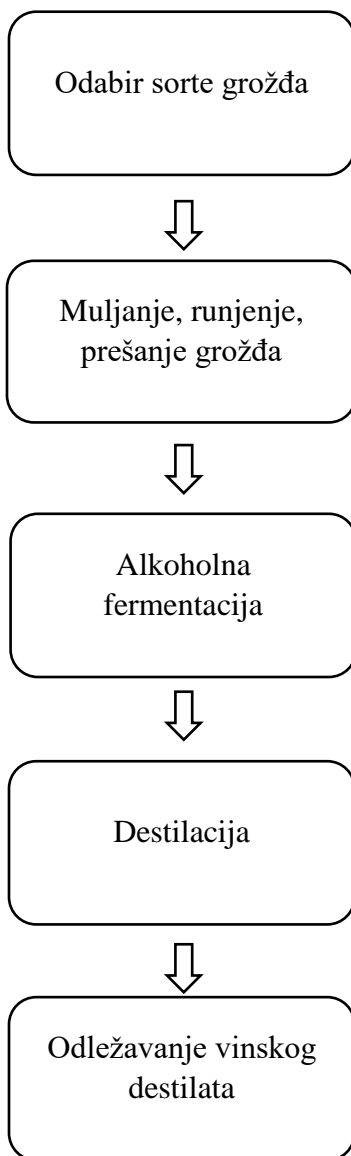 Odabir sorte grožđa
Muljanje, runjenje,
prešanje grožđa
Alkoholna
fermentacija
Destilacija
Odležavanje vinskog
destilata